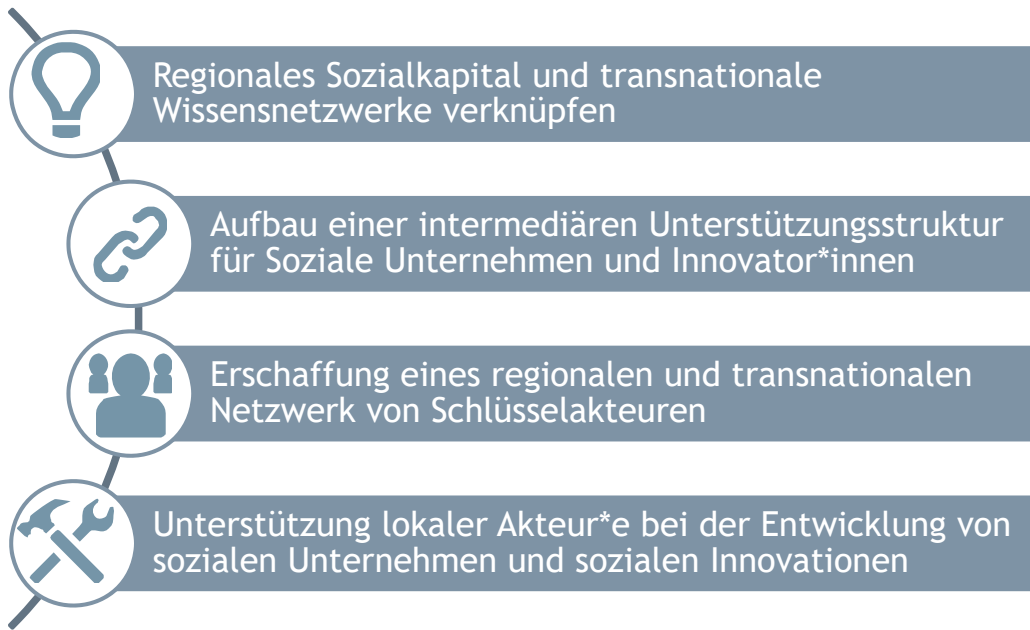 Regionales Sozialkapital und transnationale
Wissensnetzwerke verknüpfen
Aufbau einer intermediären Unterstützungsstruktur
für Soziale Unternehmen und Innovator*innen
Erschaffung eines regionalen und transnationalen
Netzwerk von Schlüsselakteuren
Unterstützung lokaler Akteur*e bei der Entwicklung von
sozialen Unternehmen und sozialen Innovationen